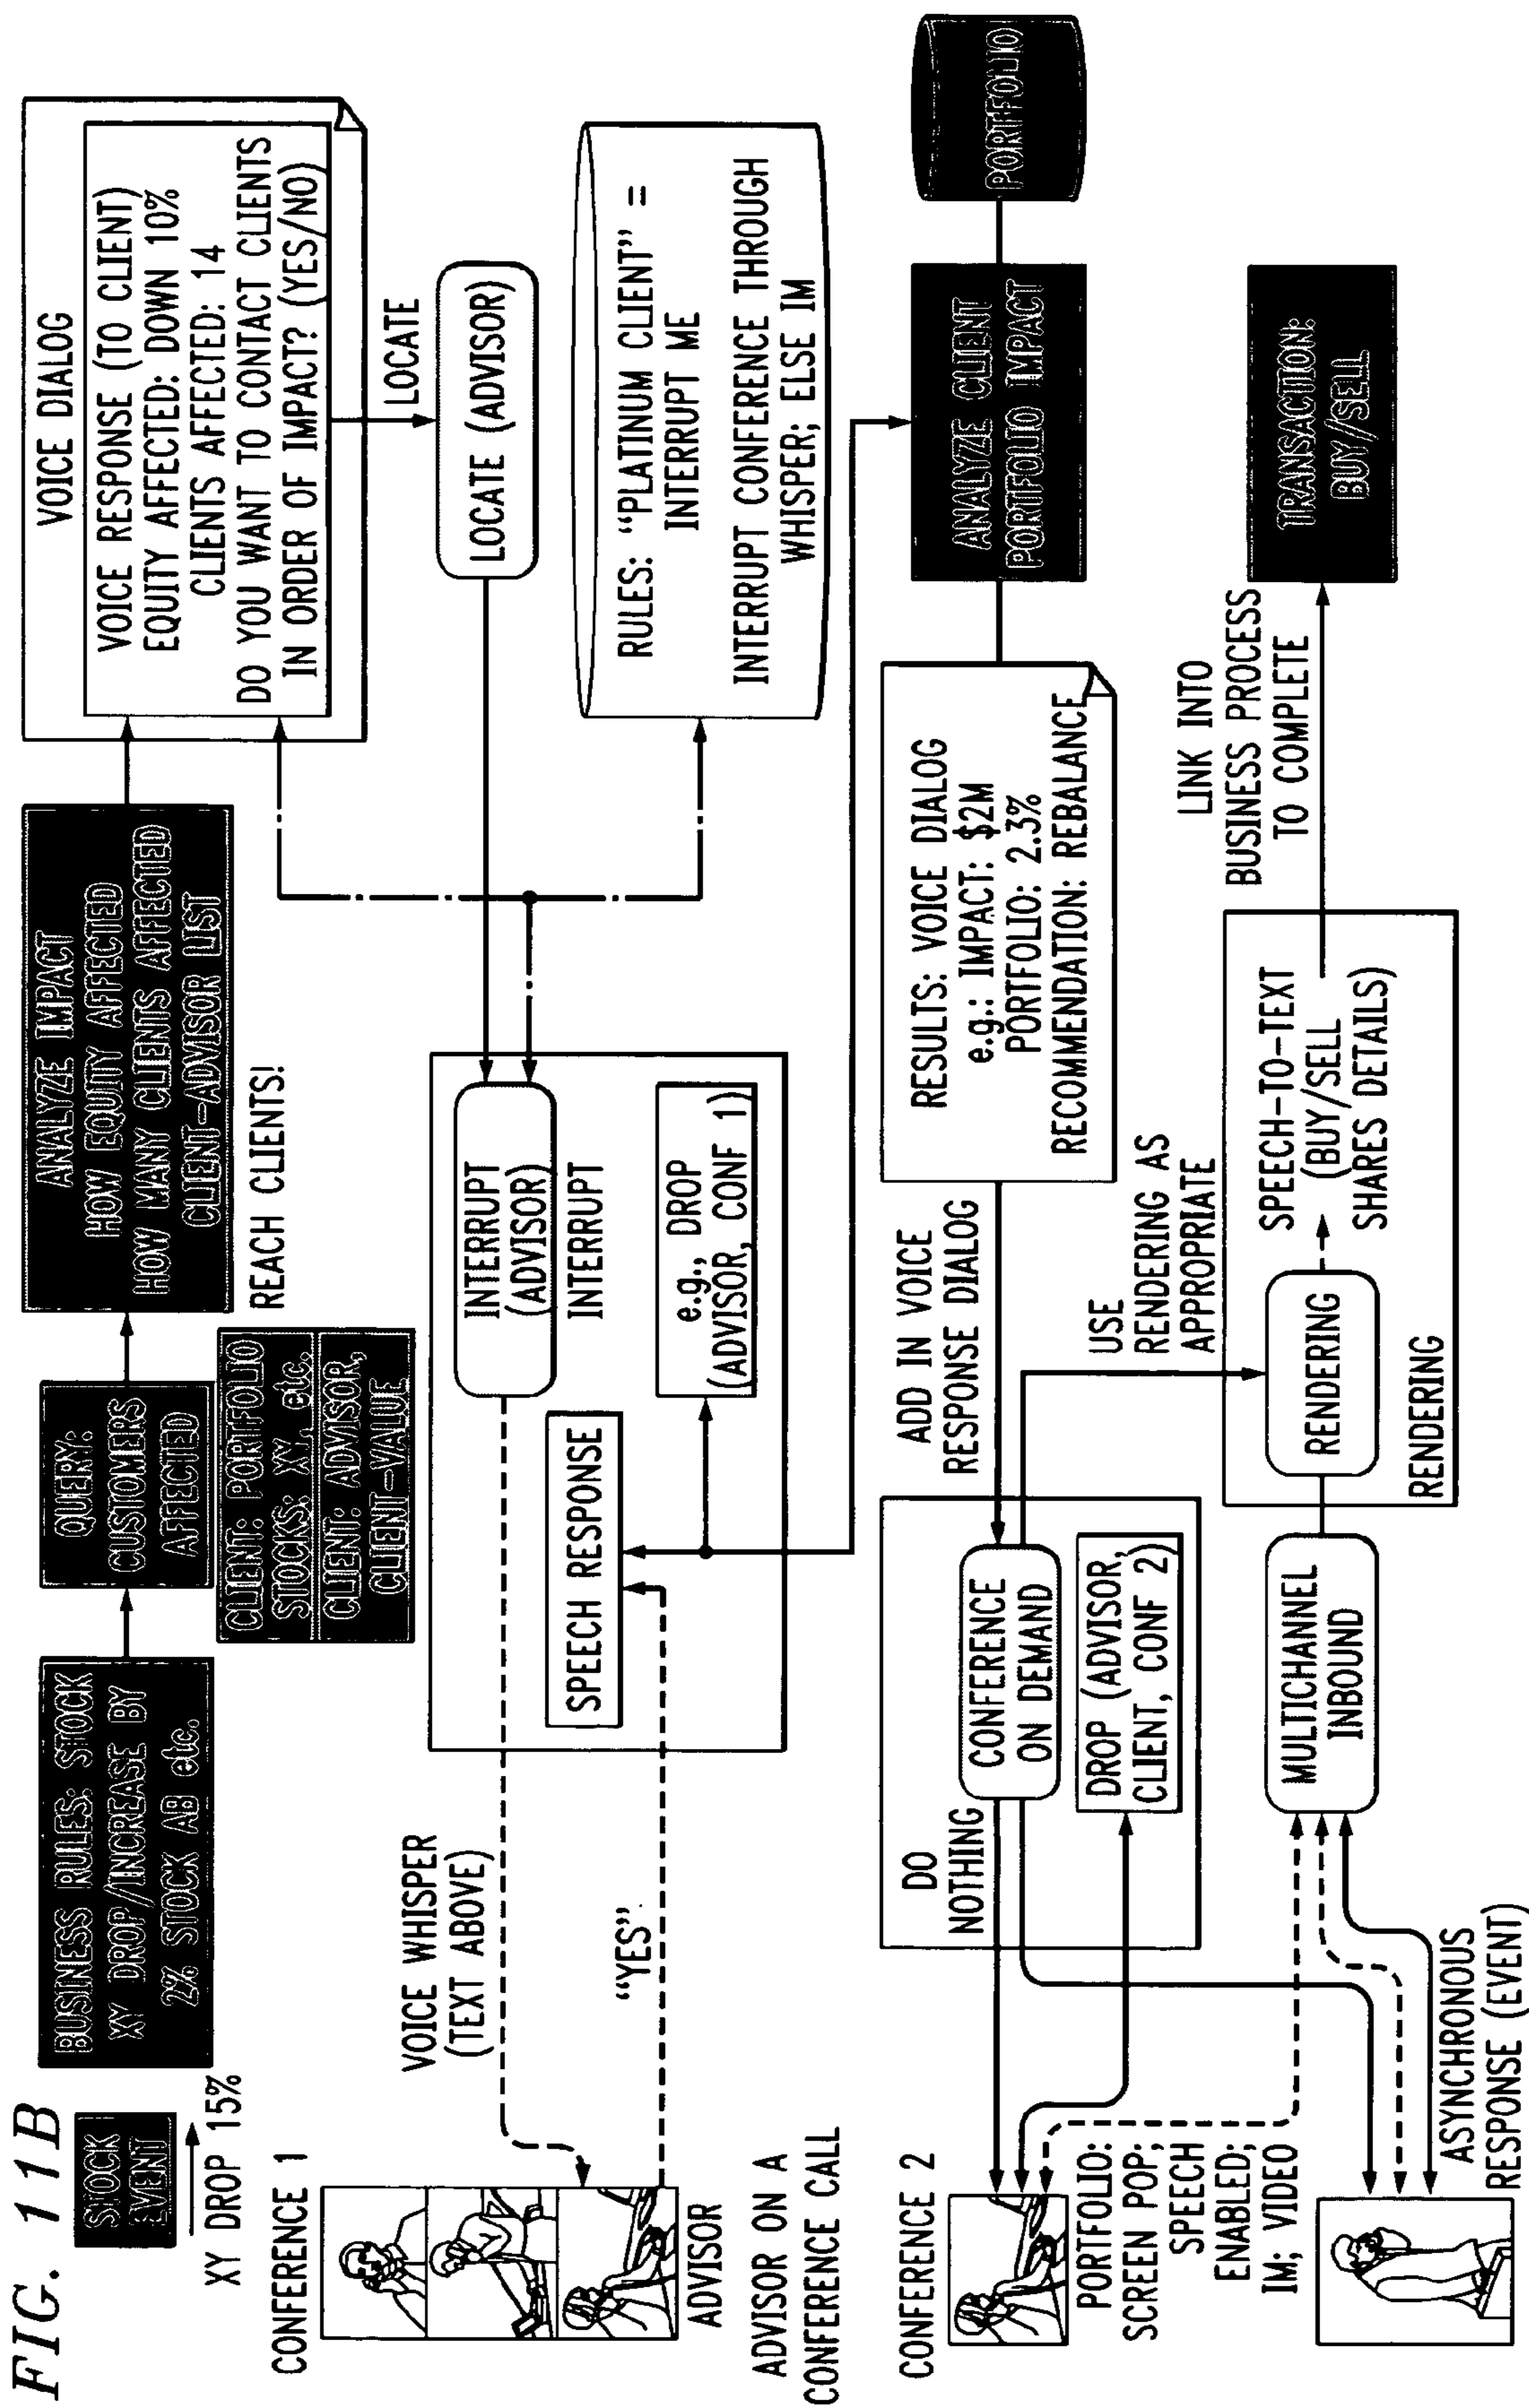 FIG. 11B
STOCK
EVENT
XY DROP 15%
BUSINESS RULES: STOCK
XY DROP/INCREASE BY
2% STOCK AB etc.
QUERY:
CUSTOMERS
AFFECTED
CLIENT: PORTFOLIO
STOCKS: XY, etc.
CLIENT: ADVISOR,
CLIENT-VALUE
ANALYZE IMPACT
HOW EQUITY AFFECTED
HOW MANY CLIENTS AFFECTED
CLIENT-ADVISOR LIST
REACH CLIENTS!
VOICE DIALOG
VOICE RESPONSE (TO CLIENT)
EQUITY AFFECTED: DOWN 10%
CLIENTS AFFECTED: 14
DO YOU WANT TO CONTACT CLIENTS
IN ORDER OF IMPACT? (YES/NO)
LOCATE
LOCATE (ADVISOR)
RULES: "PLATINUM CLIENT" =
INTERRUPT ME
INTERRUPT CONFERENCE THROUGH
WHISPER; ELSE IM
CONFERENCE 1
ADVISOR
ADVISOR ON A
CONFERENCE CALL
VOICE WHISPER
(TEXT ABOVE)
"YES"
INTERRUPT
(ADVISOR)
INTERRUPT
SPEECH RESPONSE
e.g., DROP
(ADVISOR, CONF 1)
PORTFOLIO
ANALYZE CLIENT
PORTFOLIO IMPACT
RESULTS: VOICE DIALOG
e.g.: IMPACT: $2M
PORTFOLIO: 2.3%
RECOMMENDATION: REBALANCE
ADD IN VOICE
RESPONSE DIALOG
USE
RENDERING AS
APPROPRIATE
CONFERENCE 2
DO
NOTHING
CONFERENCE
ON DEMAND
DROP (ADVISOR,
CLIENT, CONF 2)
PORTFOLIO:
SCREEN POP;
SPEECH
ENABLED;
IM; VIDEO
ASYNCHRONOUS
RESPONSE (EVENT)
MULTICHANNEL
INBOUND
RENDERING
RENDERING
SPEECH-TO-TEXT
(BUY/SELL
SHARES DETAILS)
LINK INTO
BUSINESS PROCESS
TO COMPLETE
TRANSACTION:
BUY/SELL